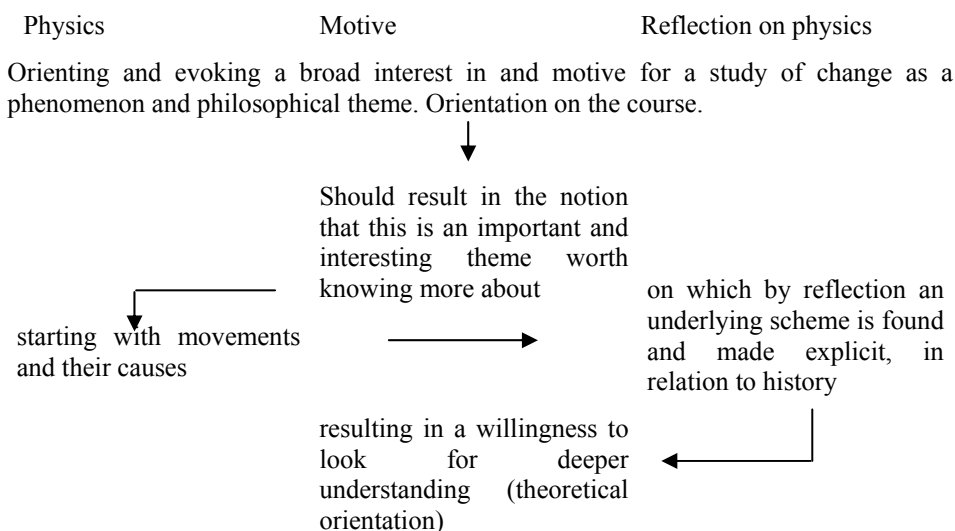 Physics Motive Reflection on physics
Orienting and evoking a broad interest in and motive for a study of change as a
phenomenon and philosophical theme. Orientation on the course.
Should result in the notion
that this is an important and
interesting theme worth
knowing more about
starting with movements
and their causes
on which by reflection an
underlying scheme is found
and made explicit, in
relation to history
resulting in a willingness to
look for deeper
understanding (theoretical
orientation)